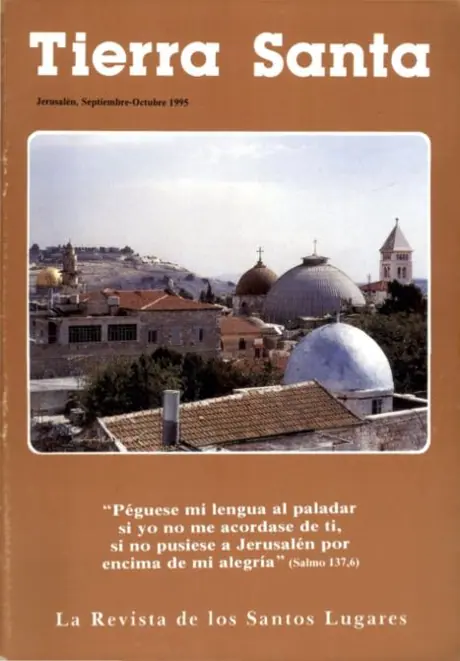 Tierra Santa
Jerusalén, Septiembre-Octubre 1995
“Péguese mi lengua al paladar
si yo no me acordase de ti,
si no pusiese a Jerusalén por
encima de mi alegría” (Salmo 137,6)
La Revista de los Santos Lugares